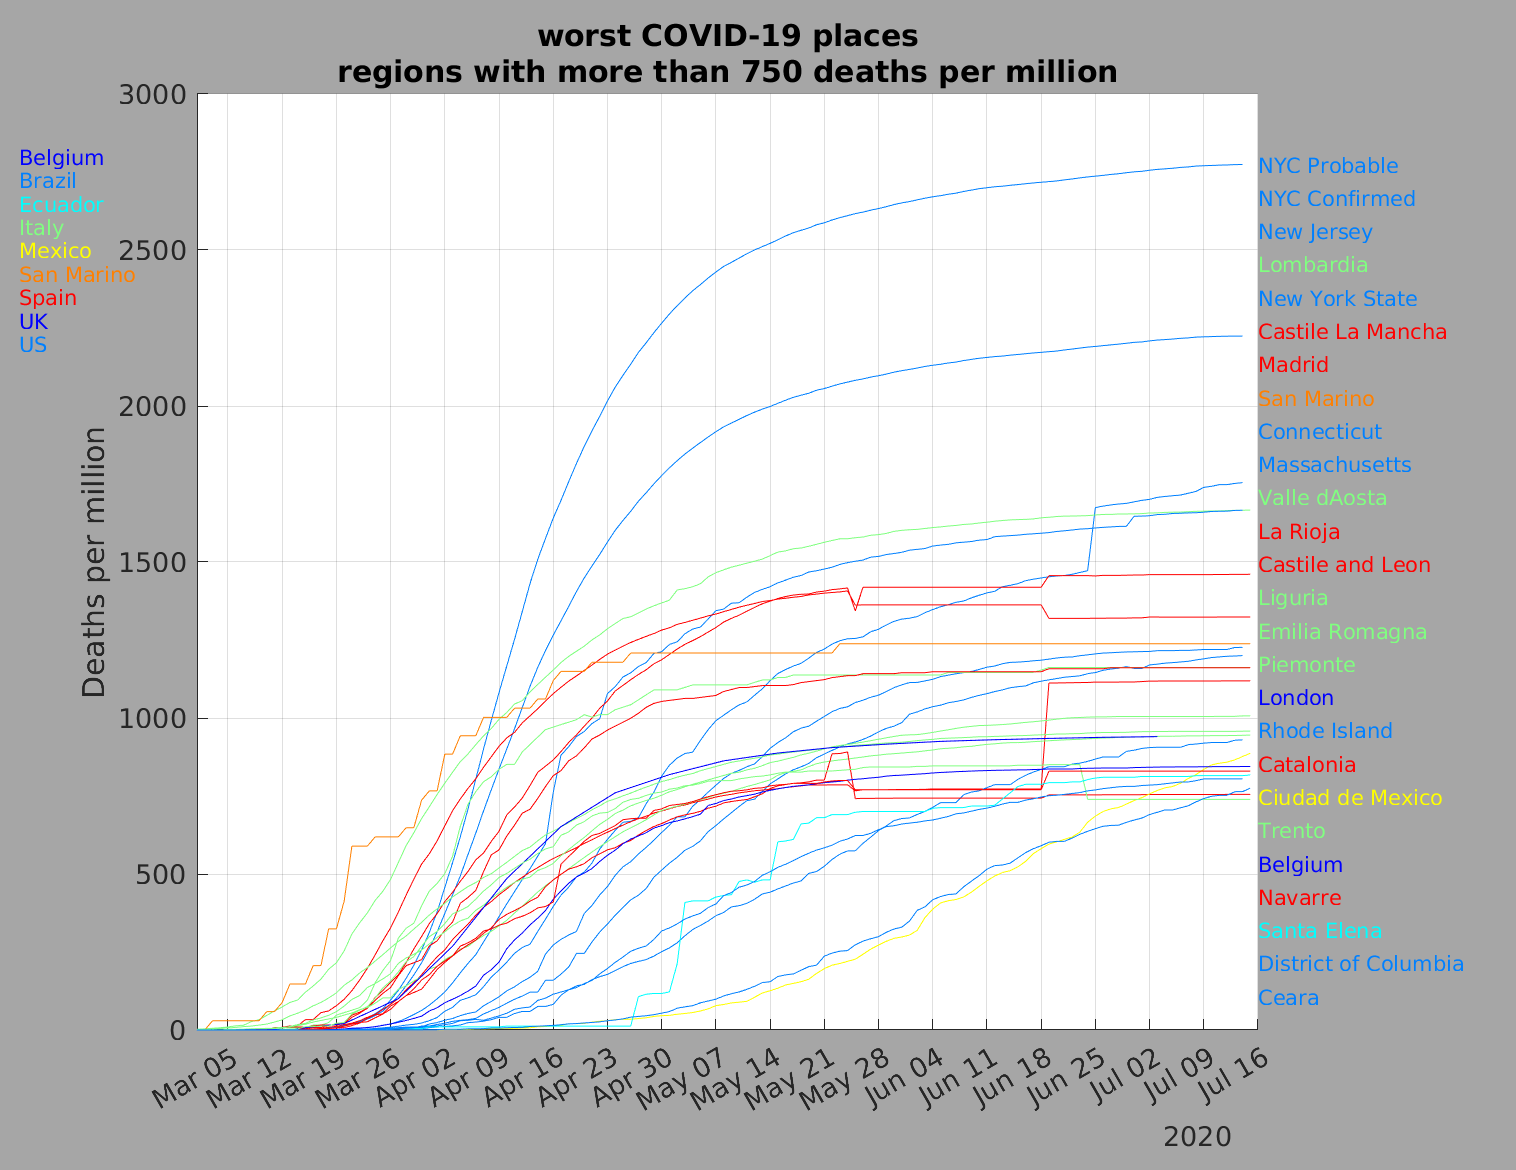 worst COVID-19 places
regions with more than 750 deaths per million
Belgium
Brazil
Ecuador
Italy
Mexico
San Marino
Spain
UK
US
Deaths per million
3000
2500
2000
1500
1000
500
0
NYC Probable
NYC Confirmed
New Jersey
Lombardia
New York State
Castile La Mancha
Madrid
San Marino
Connecticut
Massachusetts
Valle dAosta
La Rioja
Castile and Leon
Liguria
Emilia Romagna
Piemonte
London
Rhode Island
Catalonia
Ciudad de Mexico
Trento
Belgium
Navarre
Santa Elena
District of Columbia
Ceara
Mar 05
Mar 12
Mar 19
Mar 26
Apr 02
Apr 09
Apr 16
Apr 23
Apr 30
May 07
May 14
May 21
May 28
Jun 04
Jun 11
Jun 18
Jun 25
Jul 02
Jul 09
Jul 16
2020